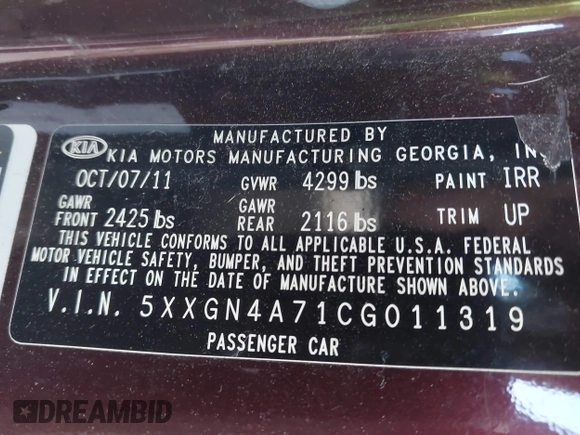 MANUFACTURED BY
KIA KIA MOTORS MANUFACTURING GEORGIA, IN
OCT/07/11 GVWR 4299 lbs PAINT IRR
GAWR FRONT 2425 lbs GAWR REAR 2116 lbs TRIM UP
THIS VEHICLE CONFORMS TO ALL APPLICABLE U.S.A. FEDERAL
MOTOR VEHICLE SAFETY, BUMPER, AND THEFT PREVENTION STANDARDS
IN EFFECT ON THE DATE OF MANUFACTURE SHOWN ABOVE.
V.I.N. 5XXGN4A71CG011319
PASSENGER CAR
DREAMBID